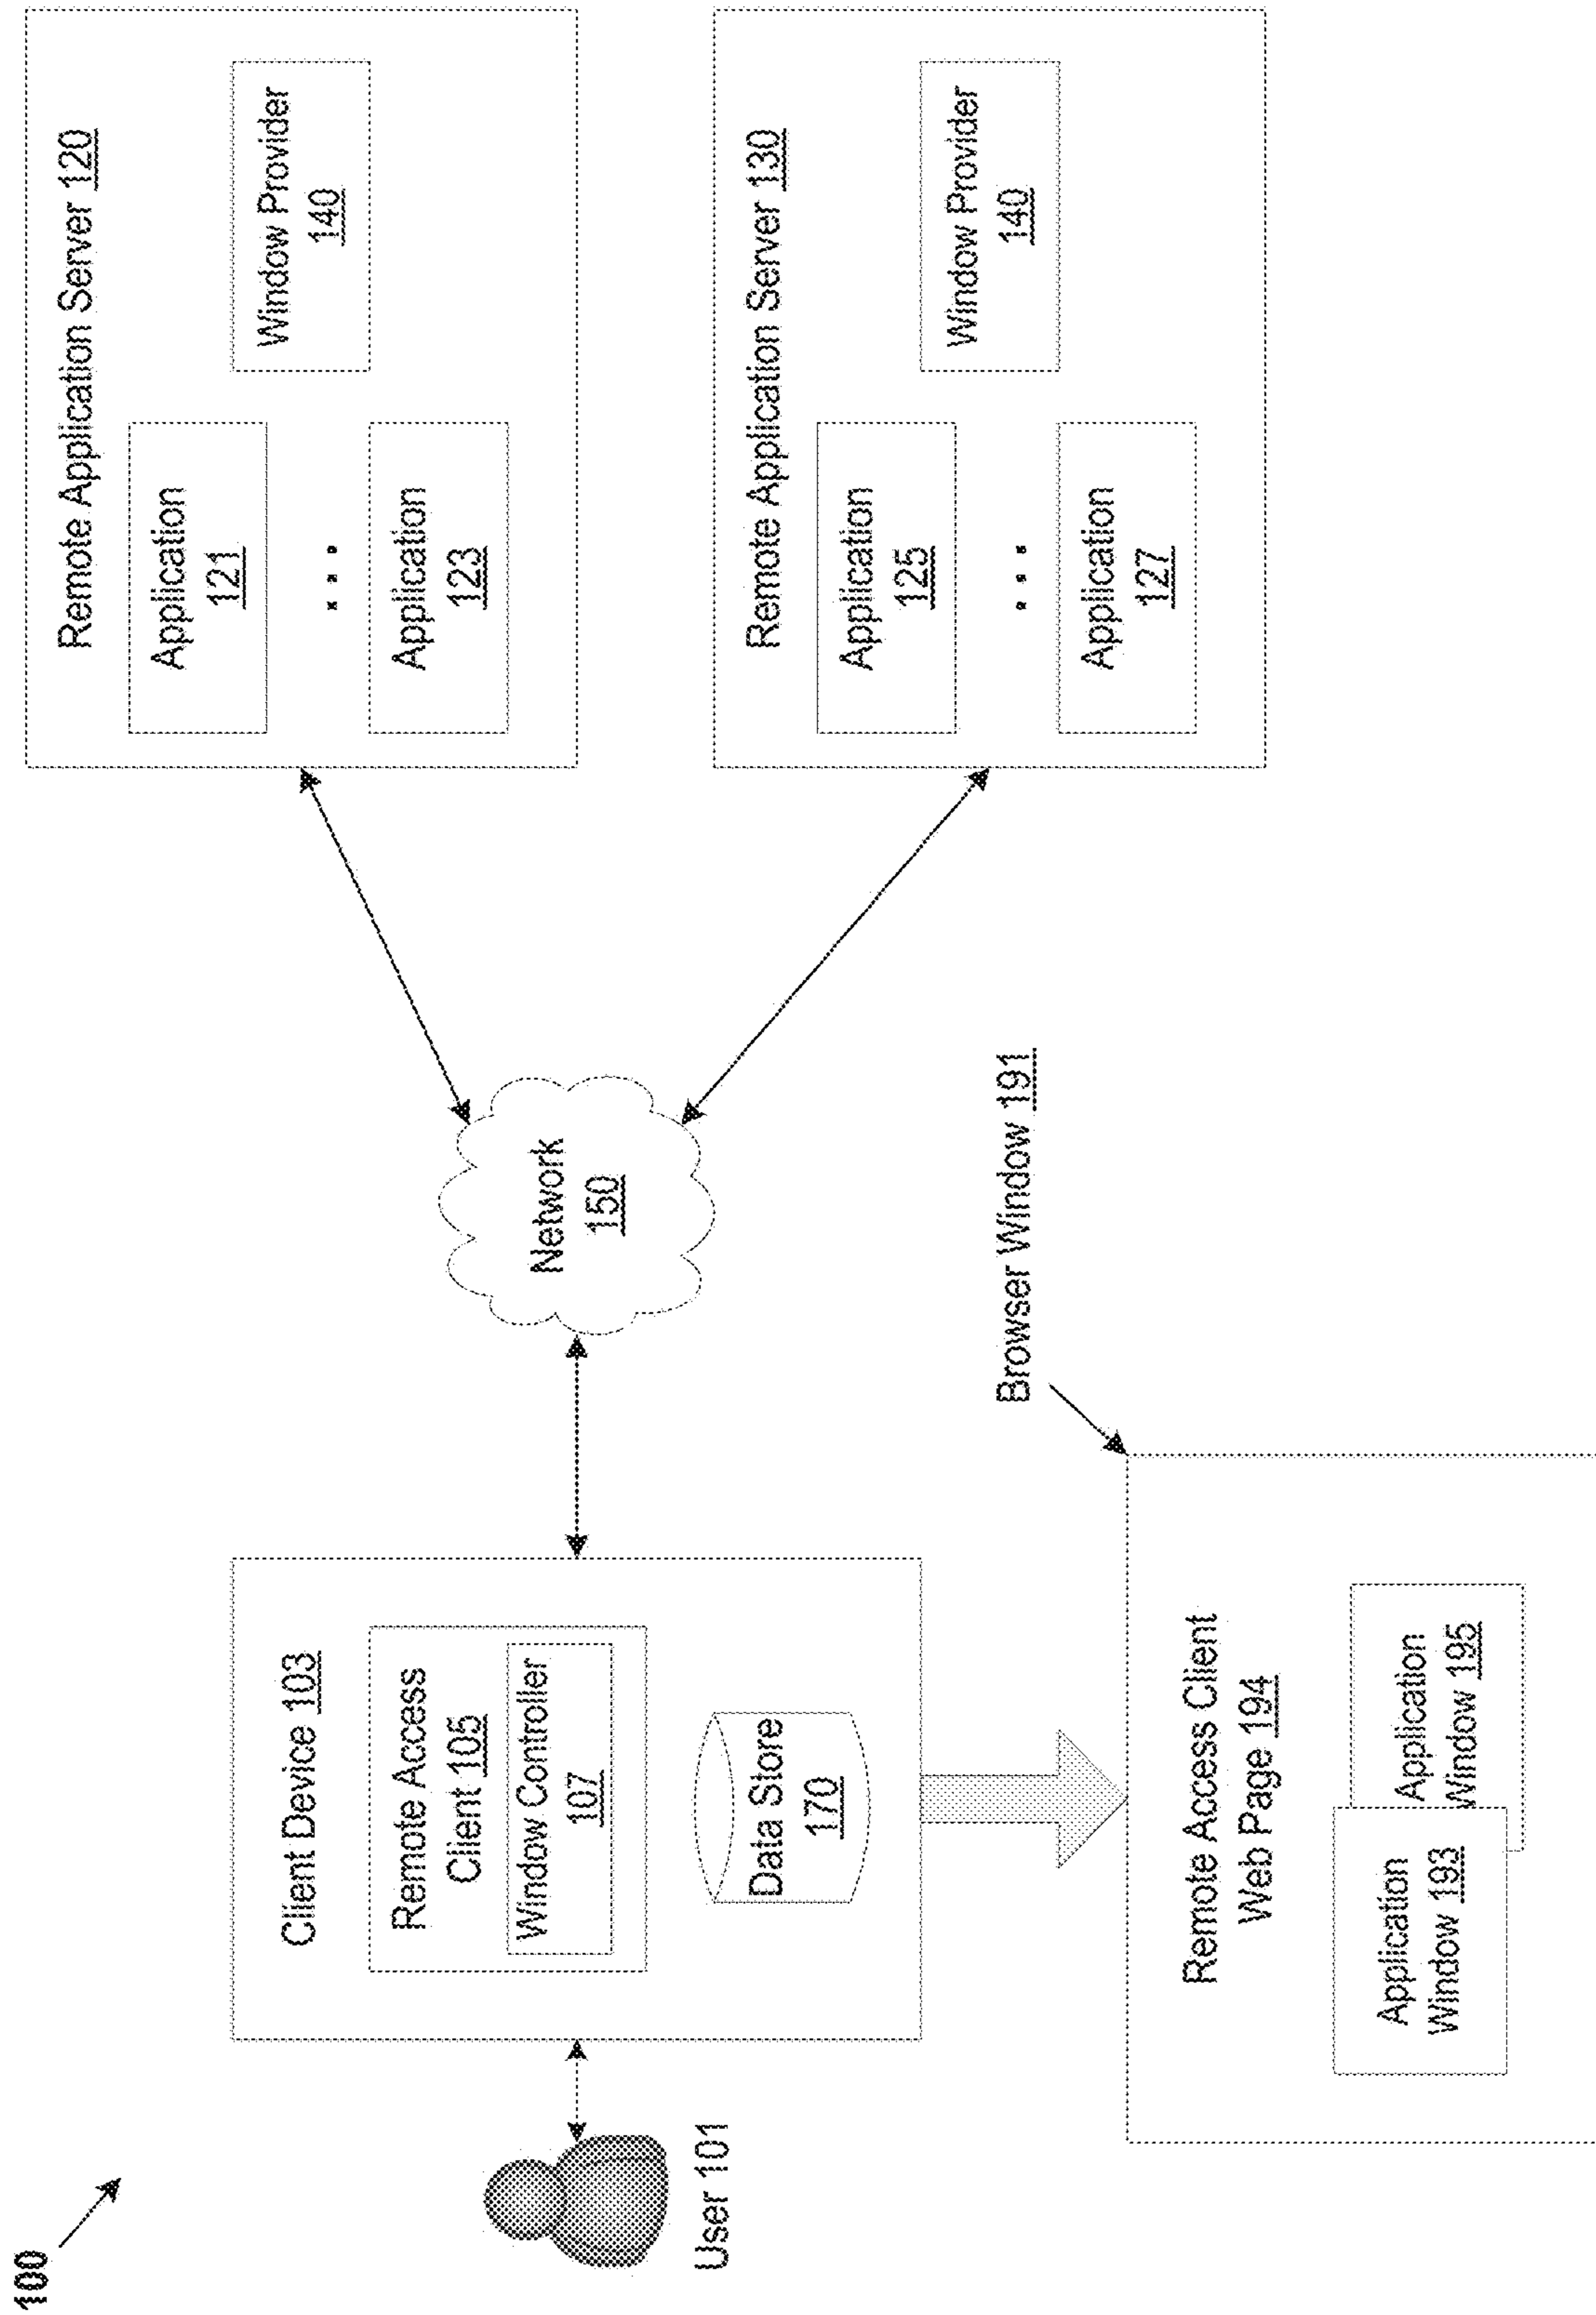 100
User 101
Client Device 103
Remote Access
Client 105
Window Controller
107
Data Store
170
Network
150
Remote Application Server 120
Application
121
...
Application
123
Window Provider
140
Remote Application Server 130
Application
125
...
Application
127
Window Provider
140
Browser Window 191
Remote Access Client
Web Page 194
Application
Window 193
Application
Window 195